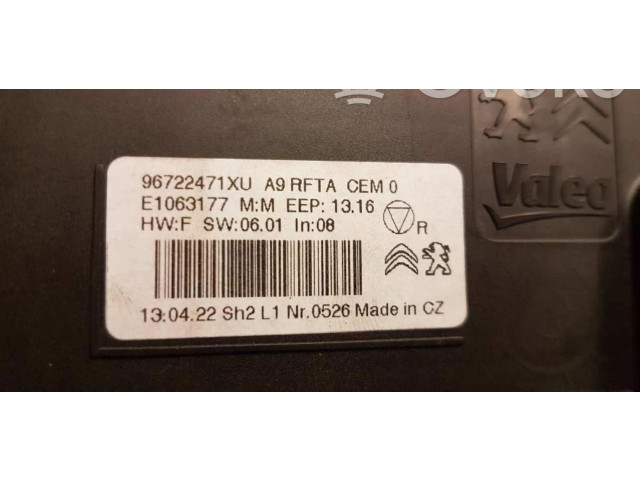 Valeo
96722471XU A9 RFTA CEM 0
E1063177 M:M EEP: 13.16
HW:F SW:06.01 In:08
R
13.04.22 Sh2 L1 Nr.0526 Made in CZ